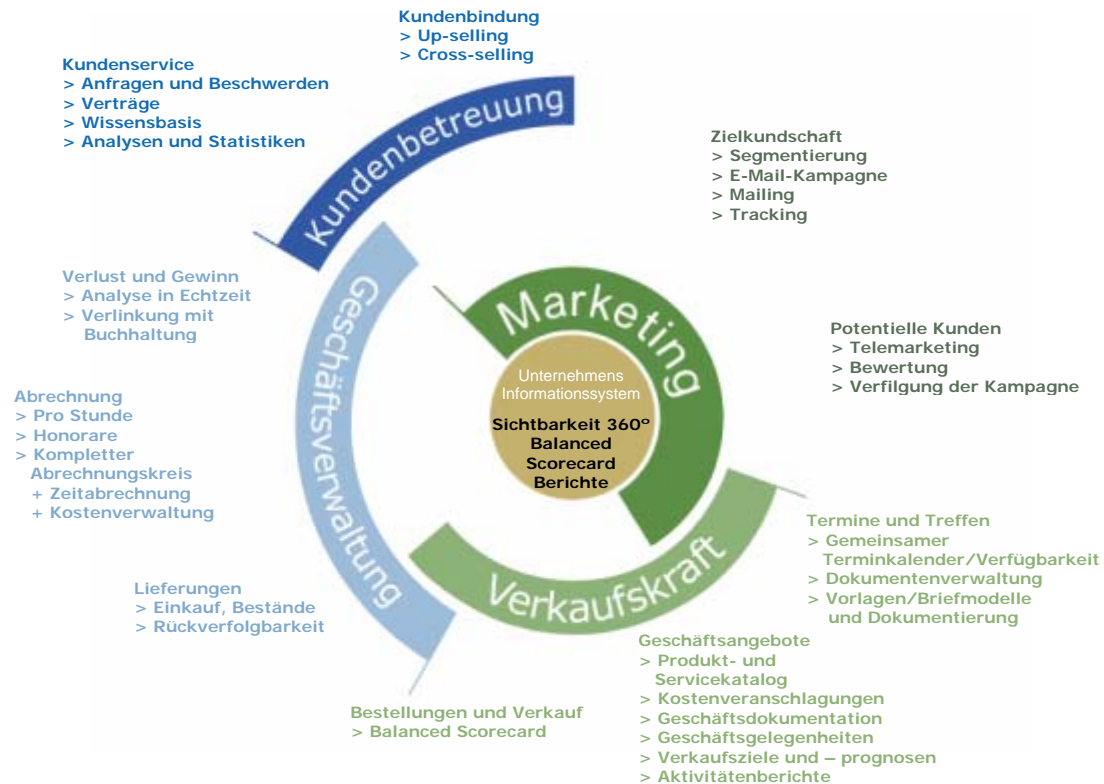 Kundenbindung
> Up-selling
> Cross-selling
Kundenservice
> Anfragen und Beschwerden
> Verträge
> Wissensbasis
> Analysen und Statistiken
Kundenbetreuung
Zielkundschaft
> Segmentierung
> E-Mail-Kampagne
> Mailing
> Tracking
Verlust und Gewinn
> Analyse in Echtzeit
> Verlinkung mit
Buchhaltung
Geschäftsverwaltung
Marketing
Potentielle Kunden
> Telemarketing
> Bewertung
> Verfilgung der Kampagne
Unternehmens
Informationssystem
Sichtbarkeit 360º
Balanced
Scorecard
Berichte
Abrechnung
> Pro Stunde
> Honorare
> Kompletter
Abrechnungskreis
+ Zeitabrechnung
+ Kostenverwaltung
Verkaufskraft
Termine und Treffen
> Gemeinsamer
Terminkalender/Verfügbarkeit
> Dokumentenverwaltung
> Vorlagen/Briefmodelle
und Dokumentierung
Lieferungen
> Einkauf, Bestände
> Rückverfolgbarkeit
Geschäftsangebote
> Produkt- und
Servicekatalog
> Kostenveranschlagungen
> Geschäftsdokumentation
> Geschäftsgelegenheiten
> Verkaufsziele und – prognosen
> Aktivitätenberichte
Bestellungen und Verkauf
> Balanced Scorecard